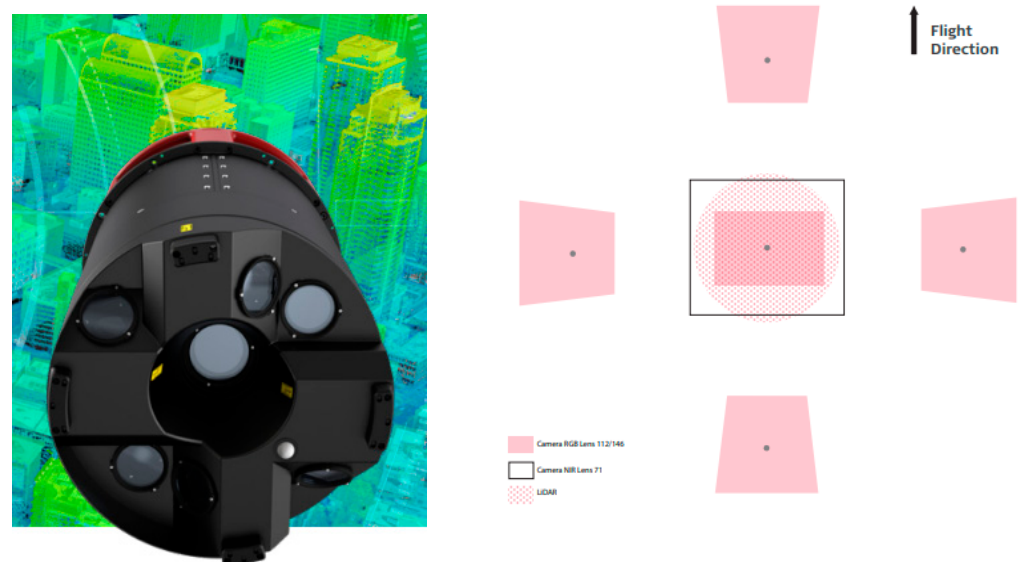 Flight
Direction
Camera RGB Lens 112/146
Camera NIR Lens 71
LiDAR